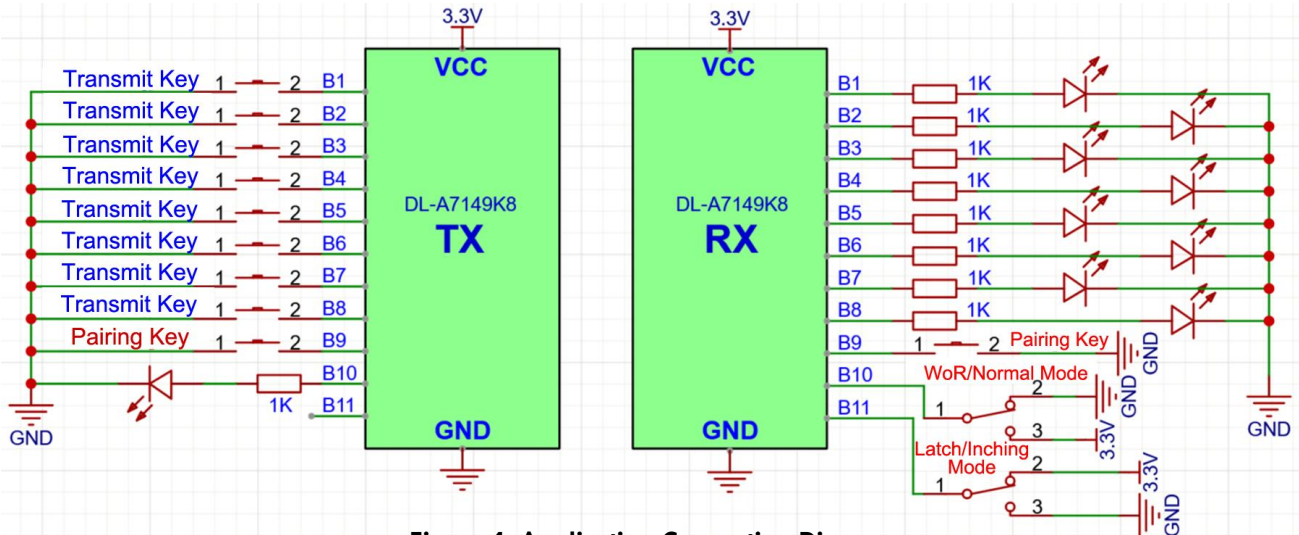 3.3V
VCC
Transmit Key 1 2 B1
Transmit Key 1 2 B2
Transmit Key 1 2 B3
Transmit Key 1 2 B4
Transmit Key 1 2 B5
Transmit Key 1 2 B6
Transmit Key 1 2 B7
Transmit Key 1 2 B8
Pairing Key 1 2 B9
B10
1K
B11
GND
DL-A7149K8
TX
GND
3.3V
VCC
DL-A7149K8
RX
GND
B1 1K
B2 1K
B3 1K
B4 1K
B5 1K
B6 1K
B7 1K
B8 1K
B9 1 2 Pairing Key GND
B10 WoR/Normal Mode
1 2 GND
3 3.3V
B11 Latch/Inching
Mode
1 2 3.3V
3 GND
GND